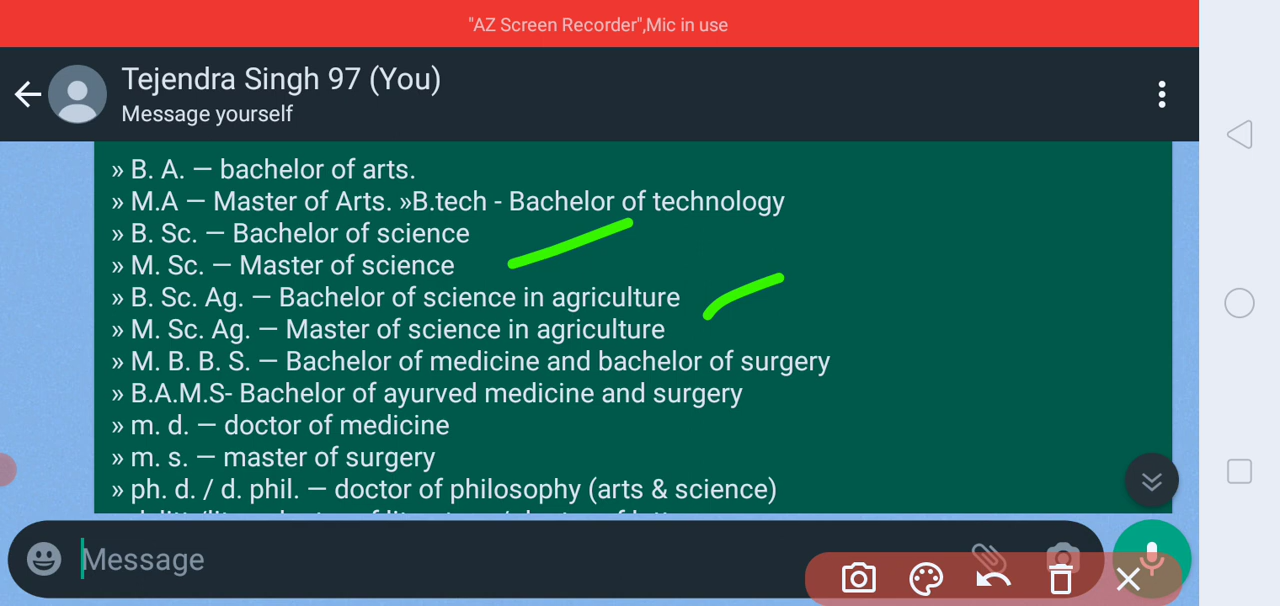 "AZ Screen Recorder",Mic in use
Tejendra Singh 97 (You)
Message yourself
» B. A. — bachelor of arts.
» M.A — Master of Arts. »B.tech - Bachelor of technology
» B. Sc. — Bachelor of science
» M. Sc. — Master of science
» B. Sc. Ag. — Bachelor of science in agriculture
» M. Sc. Ag. — Master of science in agriculture
» M. B. B. S. — Bachelor of medicine and bachelor of surgery
» B.A.M.S- Bachelor of ayurved medicine and surgery
» m. d. — doctor of medicine
» m. s. — master of surgery
» ph. d. / d. phil. — doctor of philosophy (arts & science)
Message